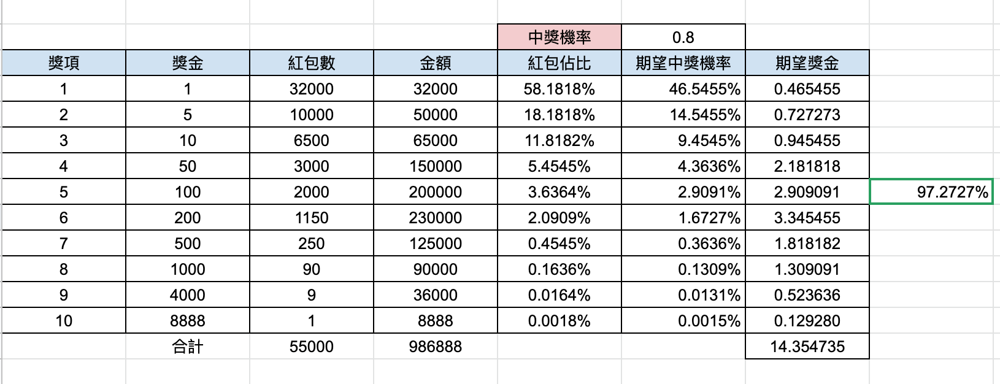 中獎機率 0.8
獎項 獎金 紅包數 金額 紅包佔比 期望中獎機率 期望獎金
1 1 32000 32000 58.1818% 46.5455% 0.465455
2 5 10000 50000 18.1818% 14.5455% 0.727273
3 10 6500 65000 11.8182% 9.4545% 0.945455
4 50 3000 150000 5.4545% 4.3636% 2.181818
5 100 2000 200000 3.6364% 2.9091% 2.909091 97.2727%
6 200 1150 230000 2.0909% 1.6727% 3.345455
7 500 250 125000 0.4545% 0.3636% 1.818182
8 1000 90 90000 0.1636% 0.1309% 1.309091
9 4000 9 36000 0.0164% 0.0131% 0.523636
10 8888 1 8888 0.0018% 0.0015% 0.129280
合計 55000 986888 14.354735